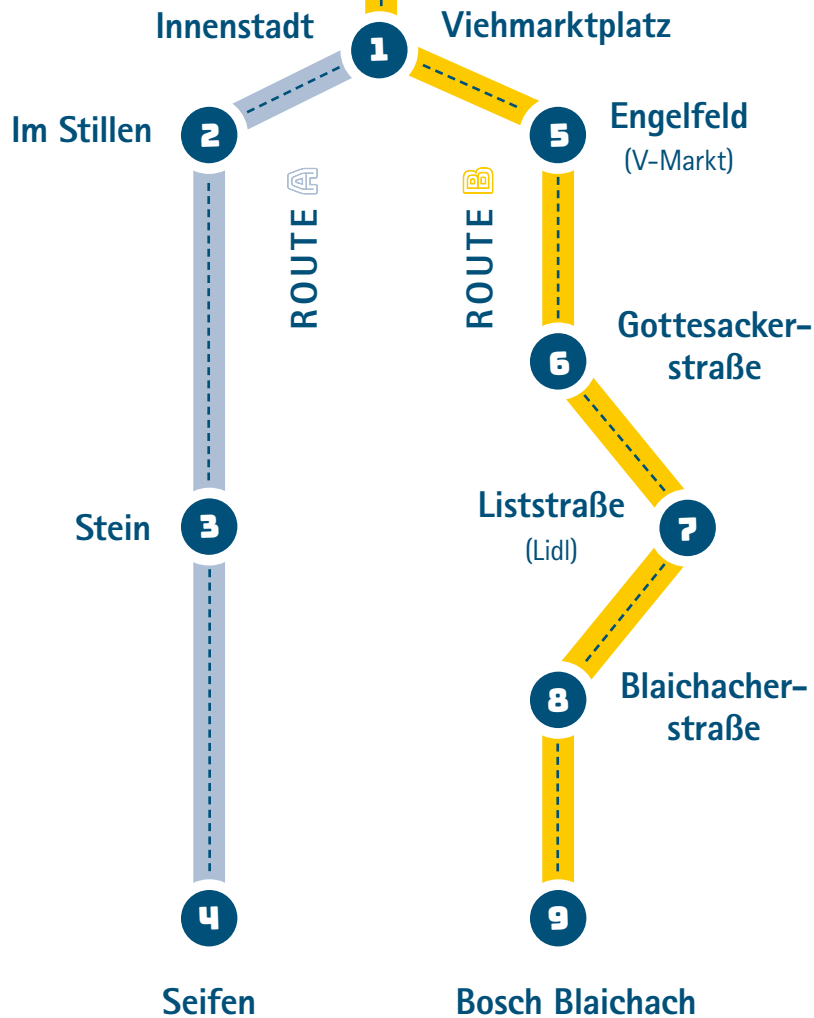 Innenstadt
1
Viehmarktplatz
Im Stillen
2
5
Engelfeld
(V-Markt)
ROUTE A
ROUTE B
6
Gottesacker-
straße
Stein
3
Liststraße
(Lidl)
7
8
Blaichacher-
straße
4
9
Seifen
Bosch Blaichach